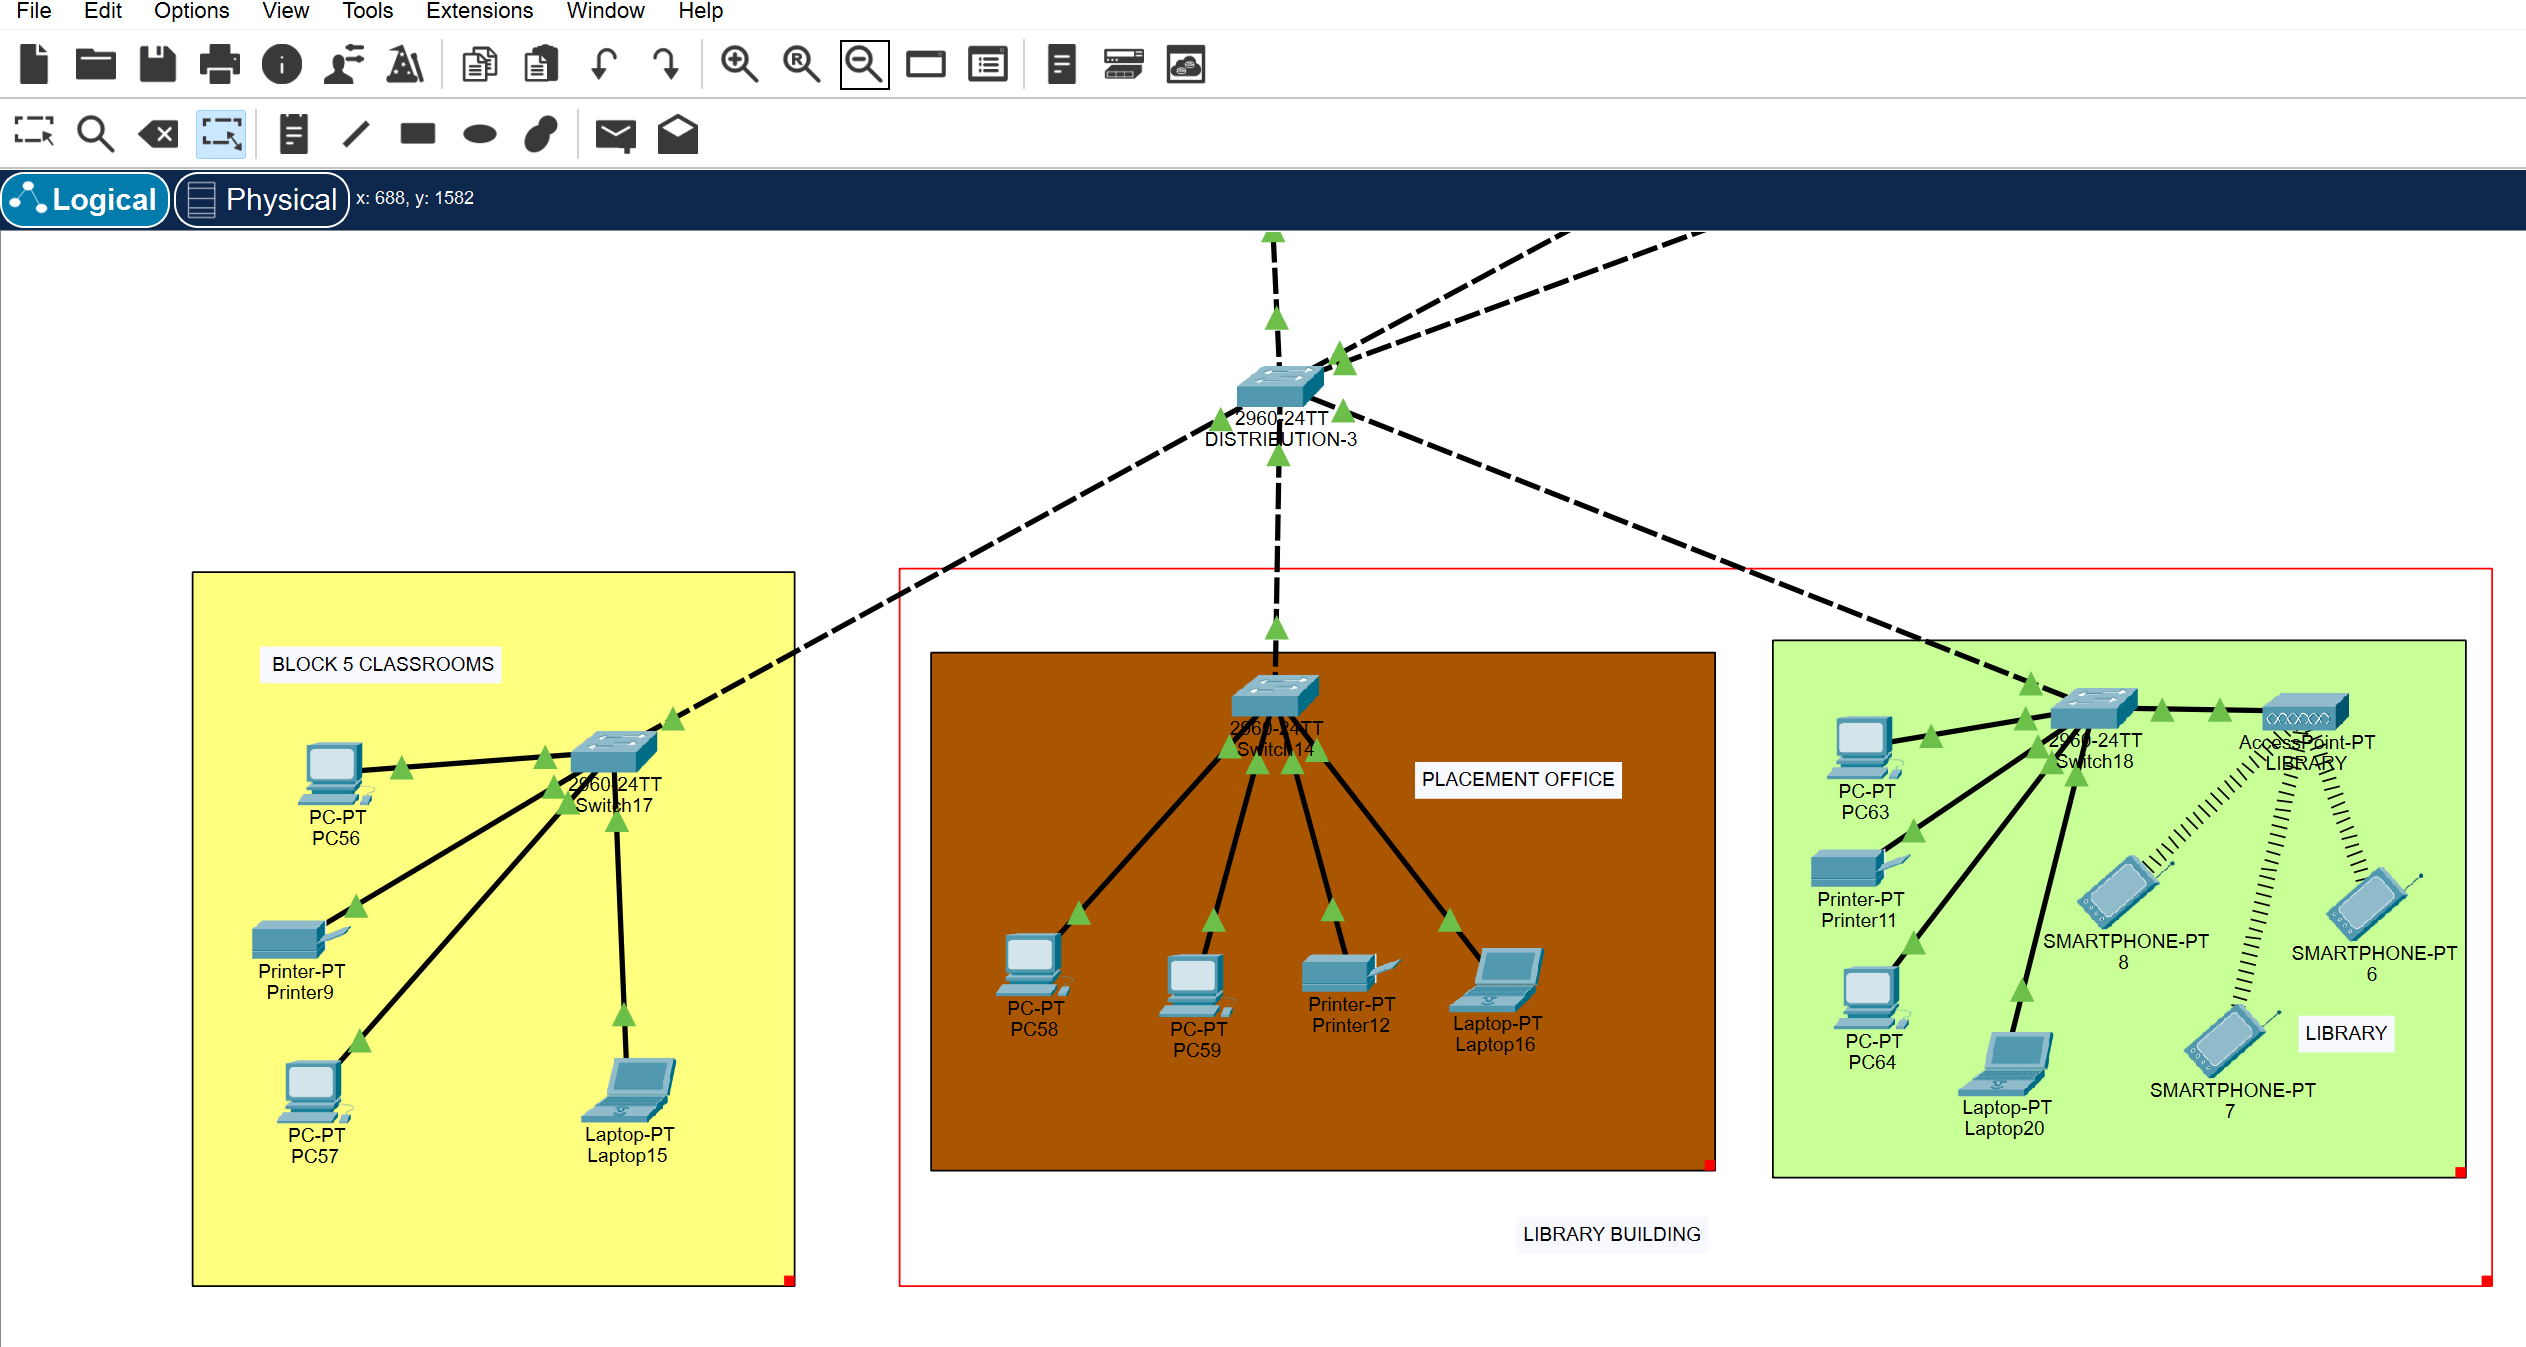 File Edit Options View Tools Extensions Window Help
Logical Physical x: 688, y: 1582
2960-24TT
DISTRIBUTION-3
BLOCK 5 CLASSROOMS
2960-24TT
Switch17
PC-PT
PC56
Printer-PT
Printer9
PC-PT
PC57
Laptop-PT
Laptop15
2960-24TT
Switch14
PLACEMENT OFFICE
PC-PT
PC58
PC-PT
PC59
Printer-PT
Printer12
Laptop-PT
Laptop16
2960-24TT
Switch18
AccessPoint-PT
LIBRARY
PC-PT
PC63
Printer-PT
Printer11
SMARTPHONE-PT
8
SMARTPHONE-PT
6
PC-PT
PC64
LIBRARY
SMARTPHONE-PT
7
Laptop-PT
Laptop20
LIBRARY BUILDING